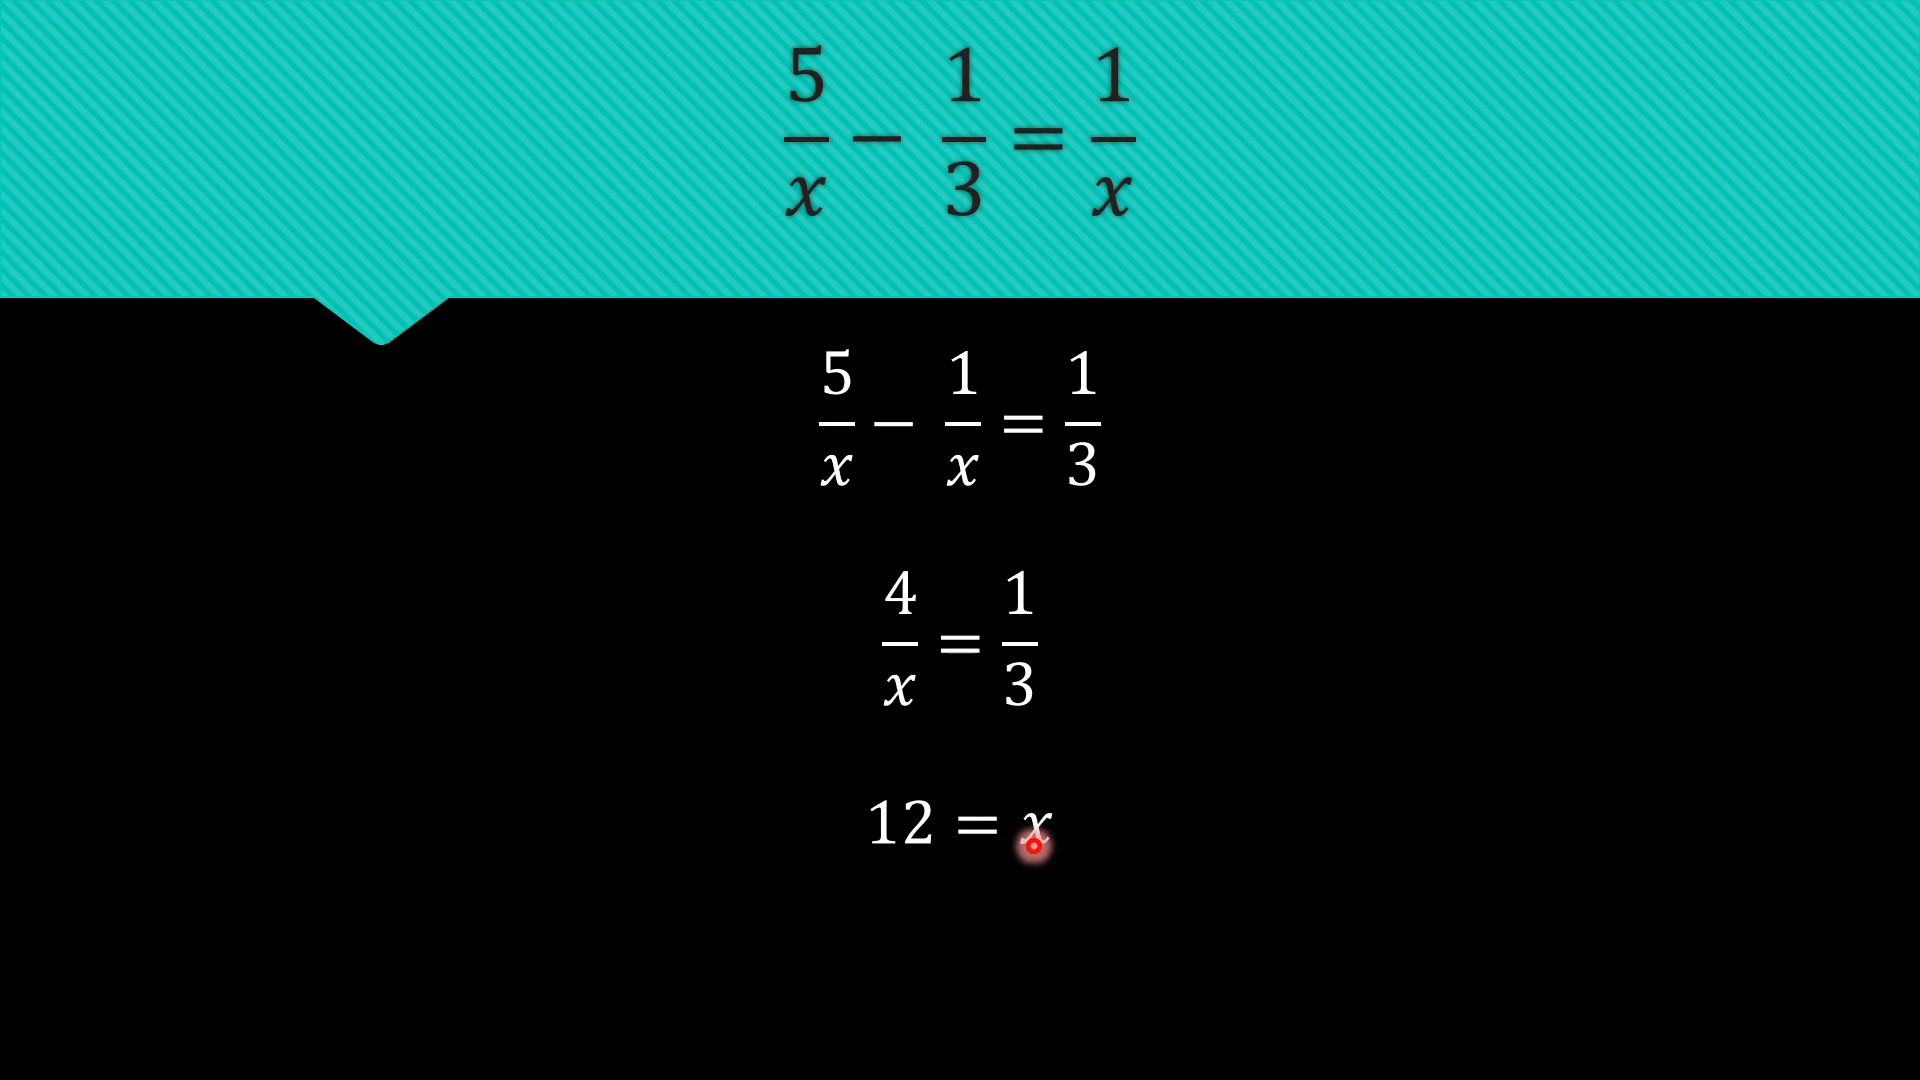 5/x − 1/3 = 1/x
5/x − 1/x = 1/3
4/x = 1/3
12 = x